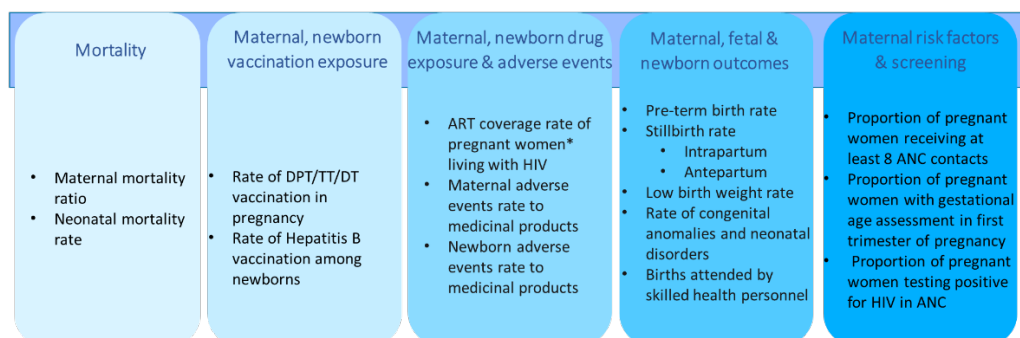 Mortality
• Maternal mortality
ratio
• Neonatal mortality
rate
Maternal, newborn
vaccination exposure
• Rate of DPT/TT/DT
vaccination in
pregnancy
• Rate of Hepatitis B
vaccination among
newborns
Maternal, newborn drug
exposure & adverse events
• ART coverage rate of
pregnant women*
living with HIV
• Maternal adverse
events rate to
medicinal products
• Newborn adverse
events rate to
medicinal products
Maternal, fetal &
newborn outcomes
• Pre-term birth rate
• Stillbirth rate
• Intrapartum
• Antepartum
• Low birth weight rate
• Rate of congenital
anomalies and neonatal
disorders
• Births attended by
skilled health personnel
Maternal risk factors
& screening
• Proportion of pregnant
women receiving at
least 8 ANC contacts
• Proportion of pregnant
women with gestational
age assessment in first
trimester of pregnancy
• Proportion of pregnant
women testing positive
for HIV in ANC